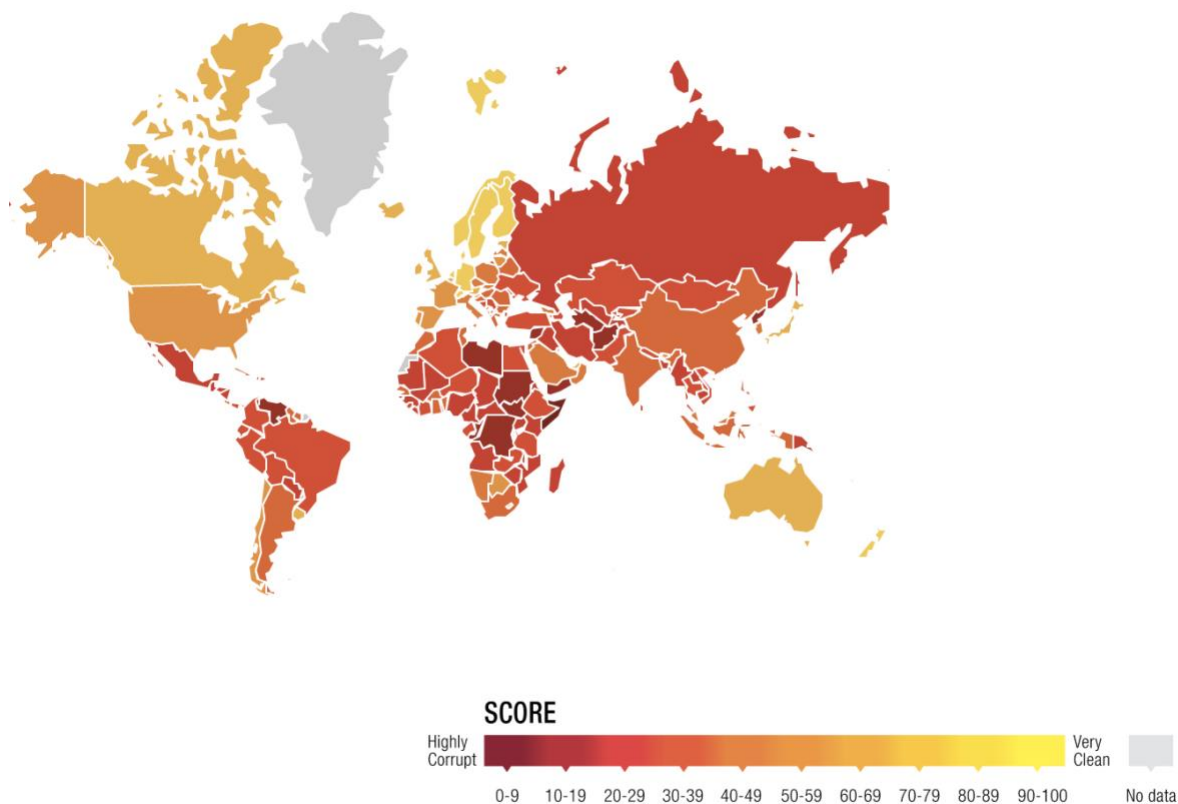 SCORE
Highly Corrupt
Very Clean
0-9 10-19 20-29 30-39 40-49 50-59 60-69 70-79 80-89 90-100 No data